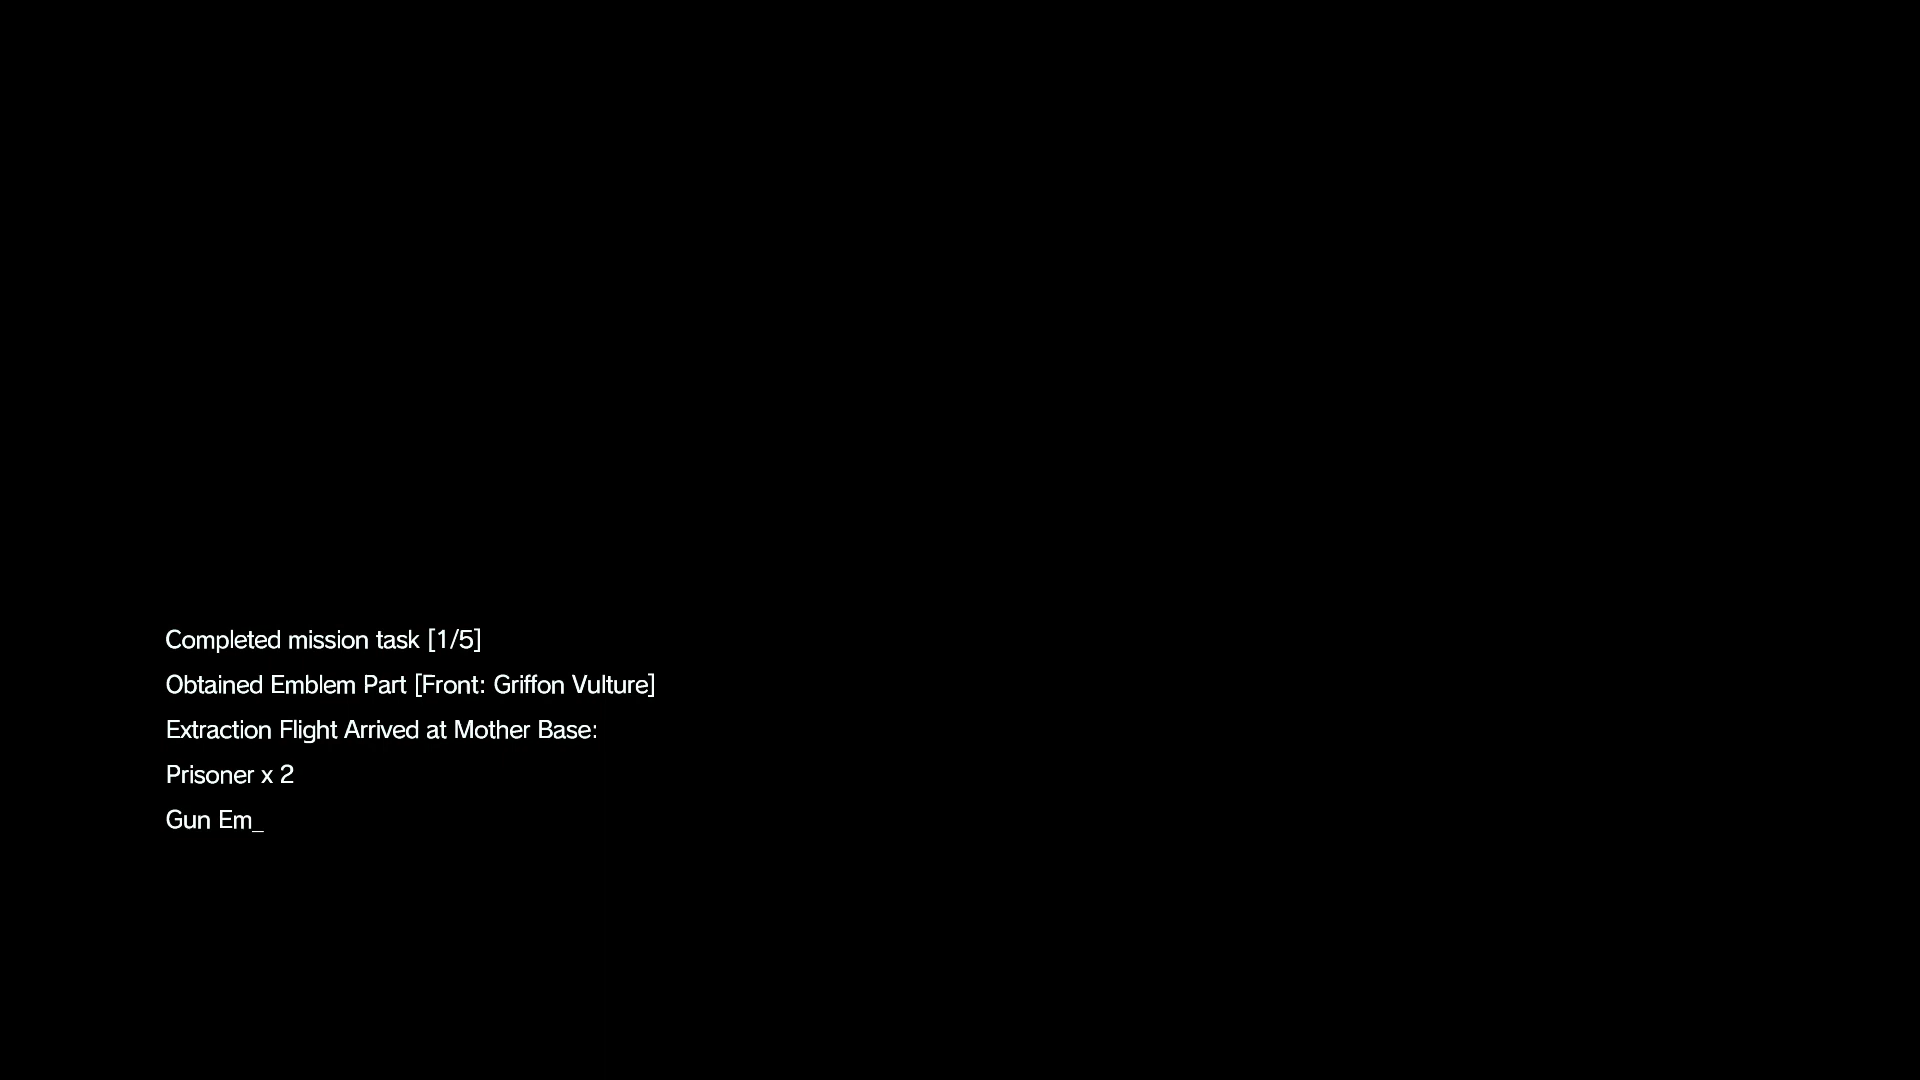 Completed mission task [1/5]
Obtained Emblem Part [Front: Griffon Vulture]
Extraction Flight Arrived at Mother Base:
Prisoner x 2
Gun Em_